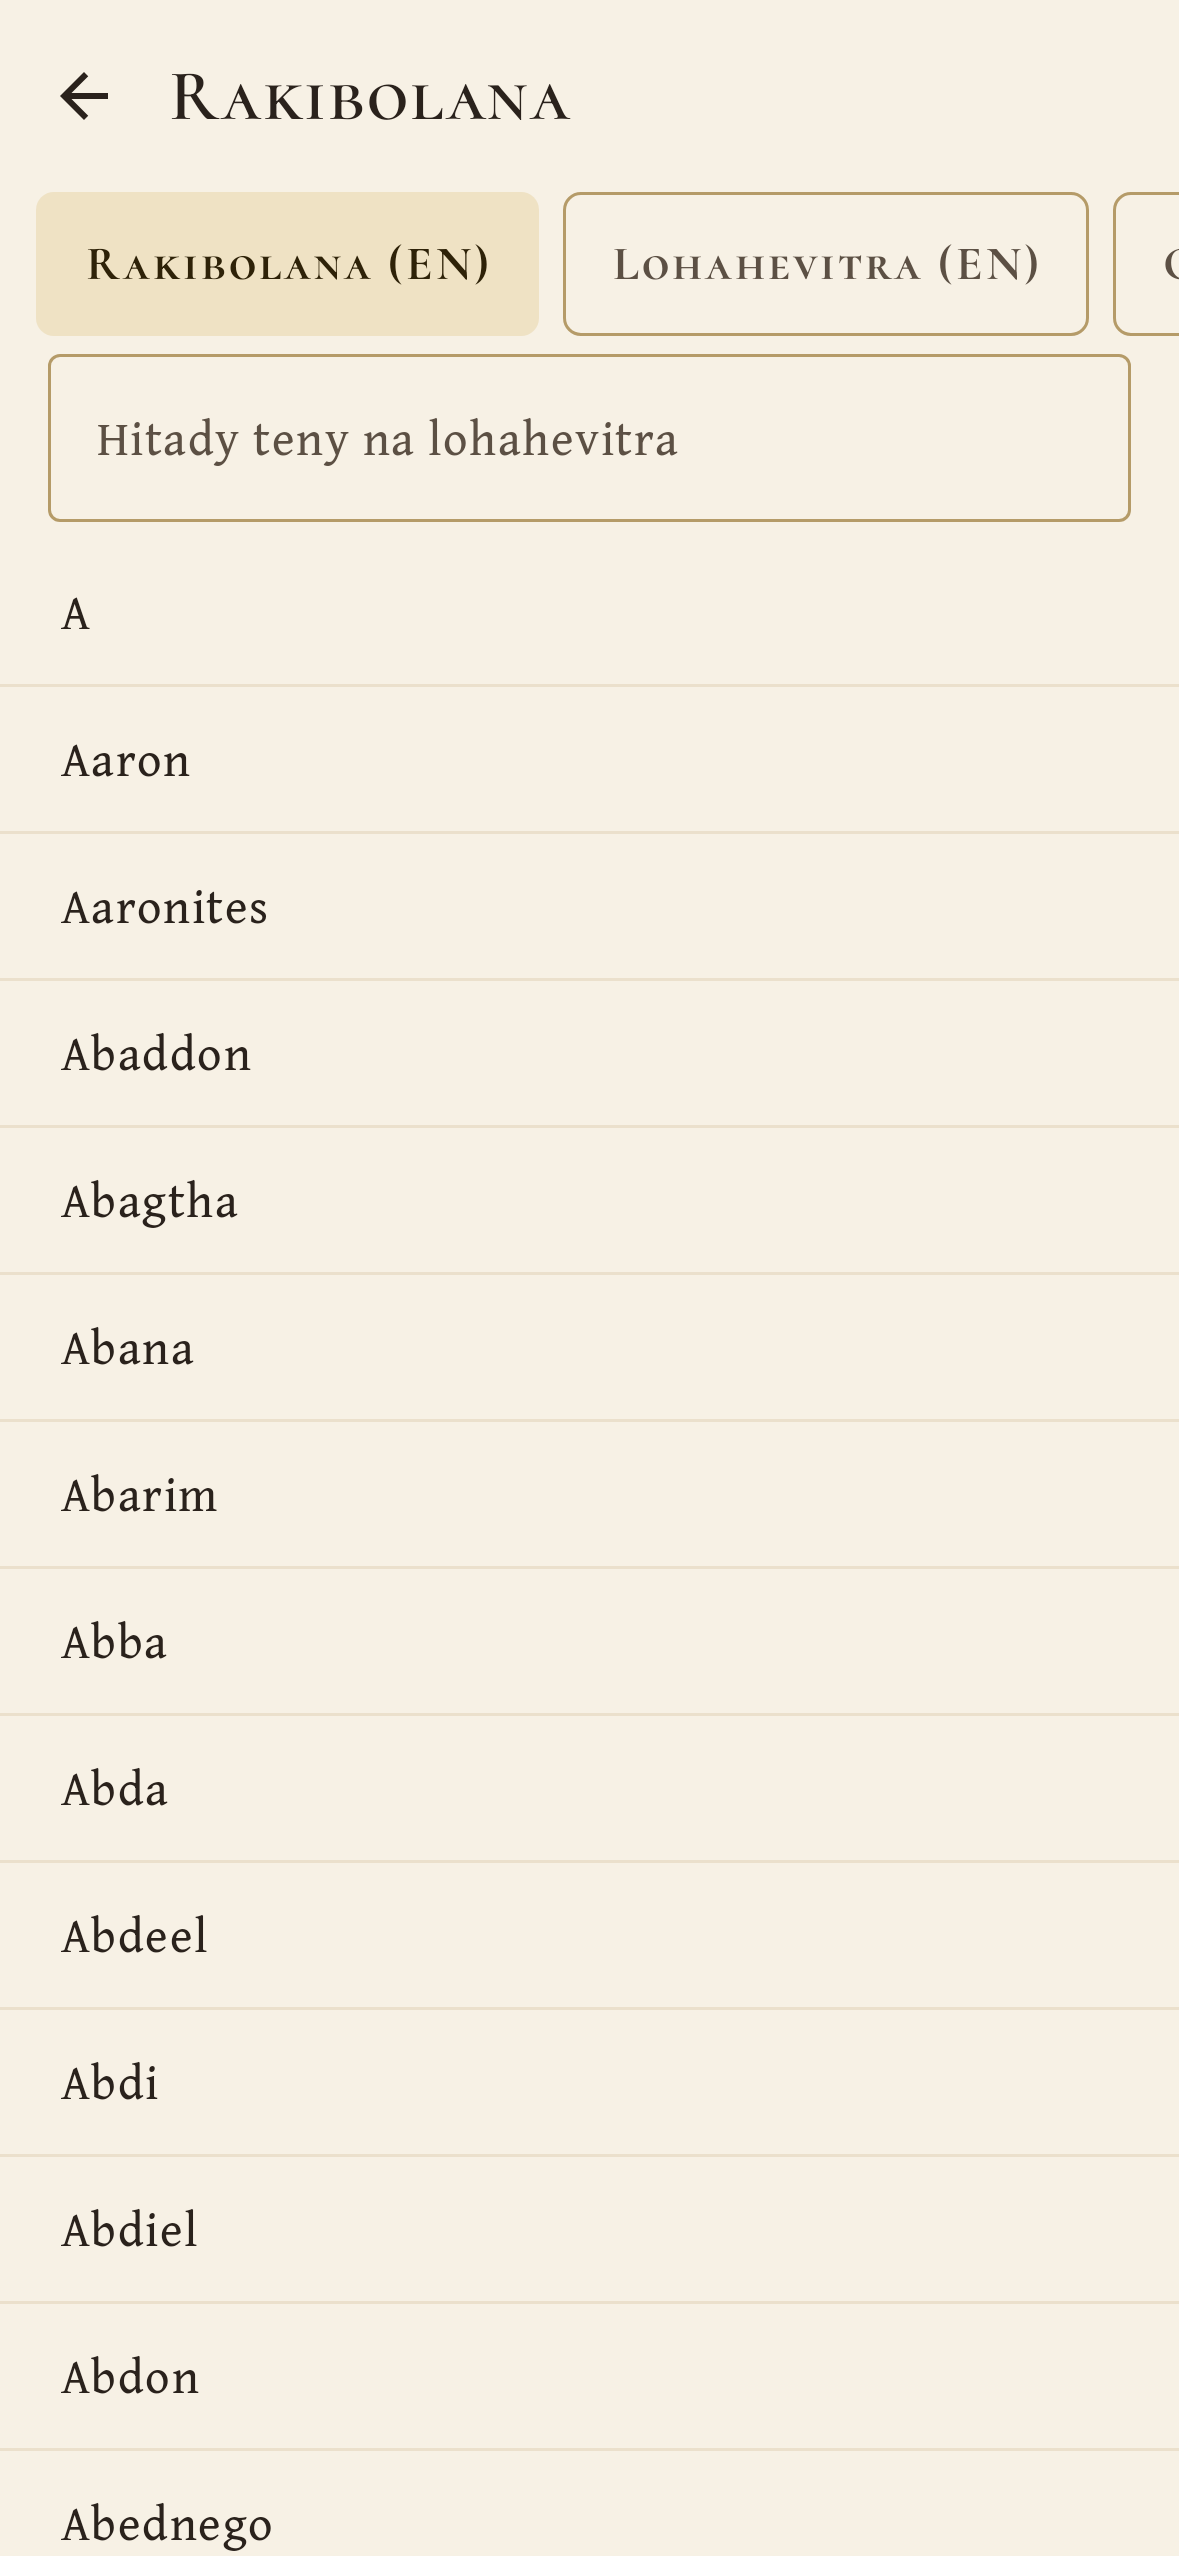 Rakibolana
Rakibolana (EN)
Lohahevitra (EN)
Hitady teny na lohahevitra
A
Aaron
Aaronites
Abaddon
Abagtha
Abana
Abarim
Abba
Abda
Abdeel
Abdi
Abdiel
Abdon
Abednego